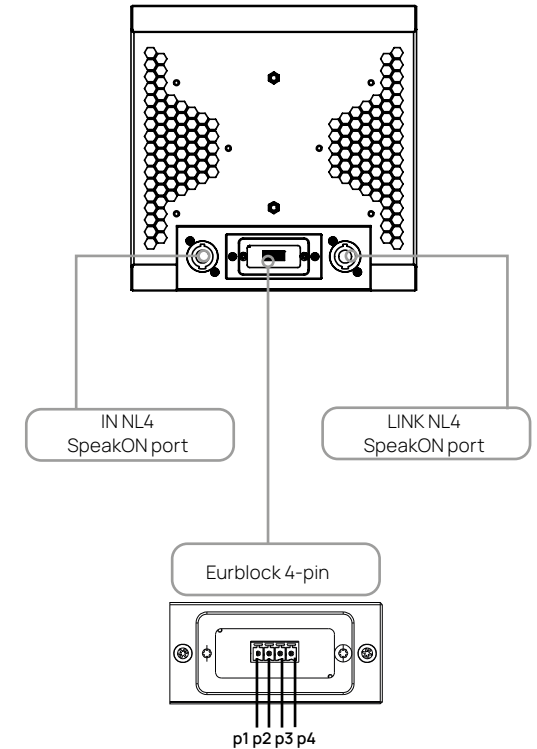 IN NL4
SpeakON port
LINK NL4
SpeakON port
Eurblock 4-pin
p1 p2 p3 p4